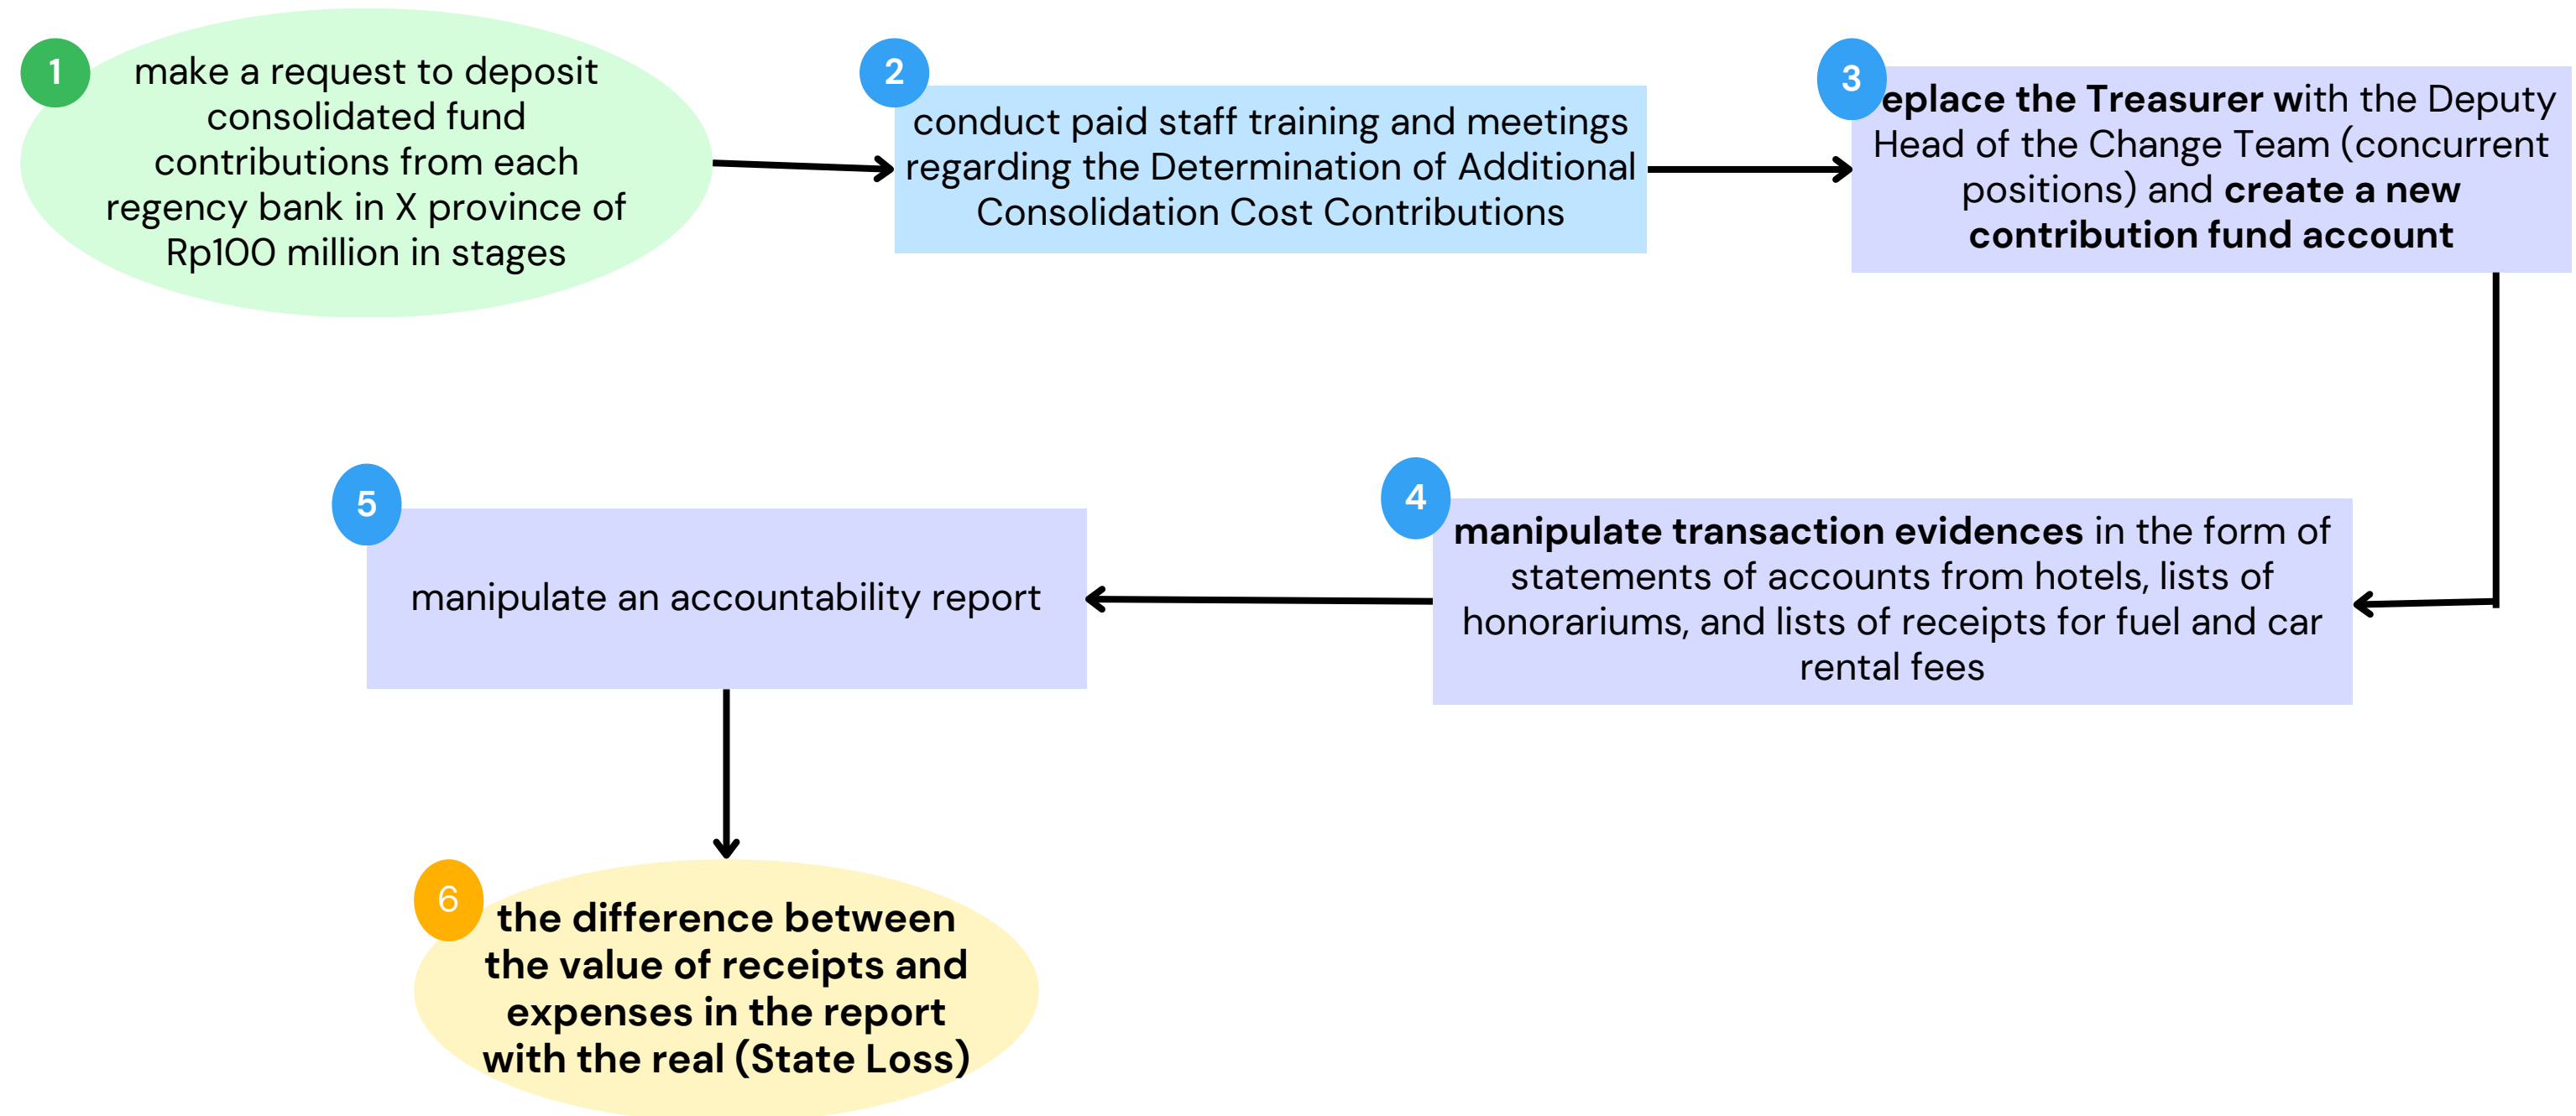 1
make a request to deposit
consolidated fund
contributions from each
regency bank in X province of
Rp100 million in stages
2
conduct paid staff training and meetings
regarding the Determination of Additional
Consolidation Cost Contributions
3
eplace the Treasurer with the Deputy
Head of the Change Team (concurrent
positions) and create a new
contribution fund account
4
manipulate transaction evidences in the form of
statements of accounts from hotels, lists of
honorariums, and lists of receipts for fuel and car
rental fees
5
manipulate an accountability report
6
the difference between
the value of receipts and
expenses in the report
with the real (State Loss)